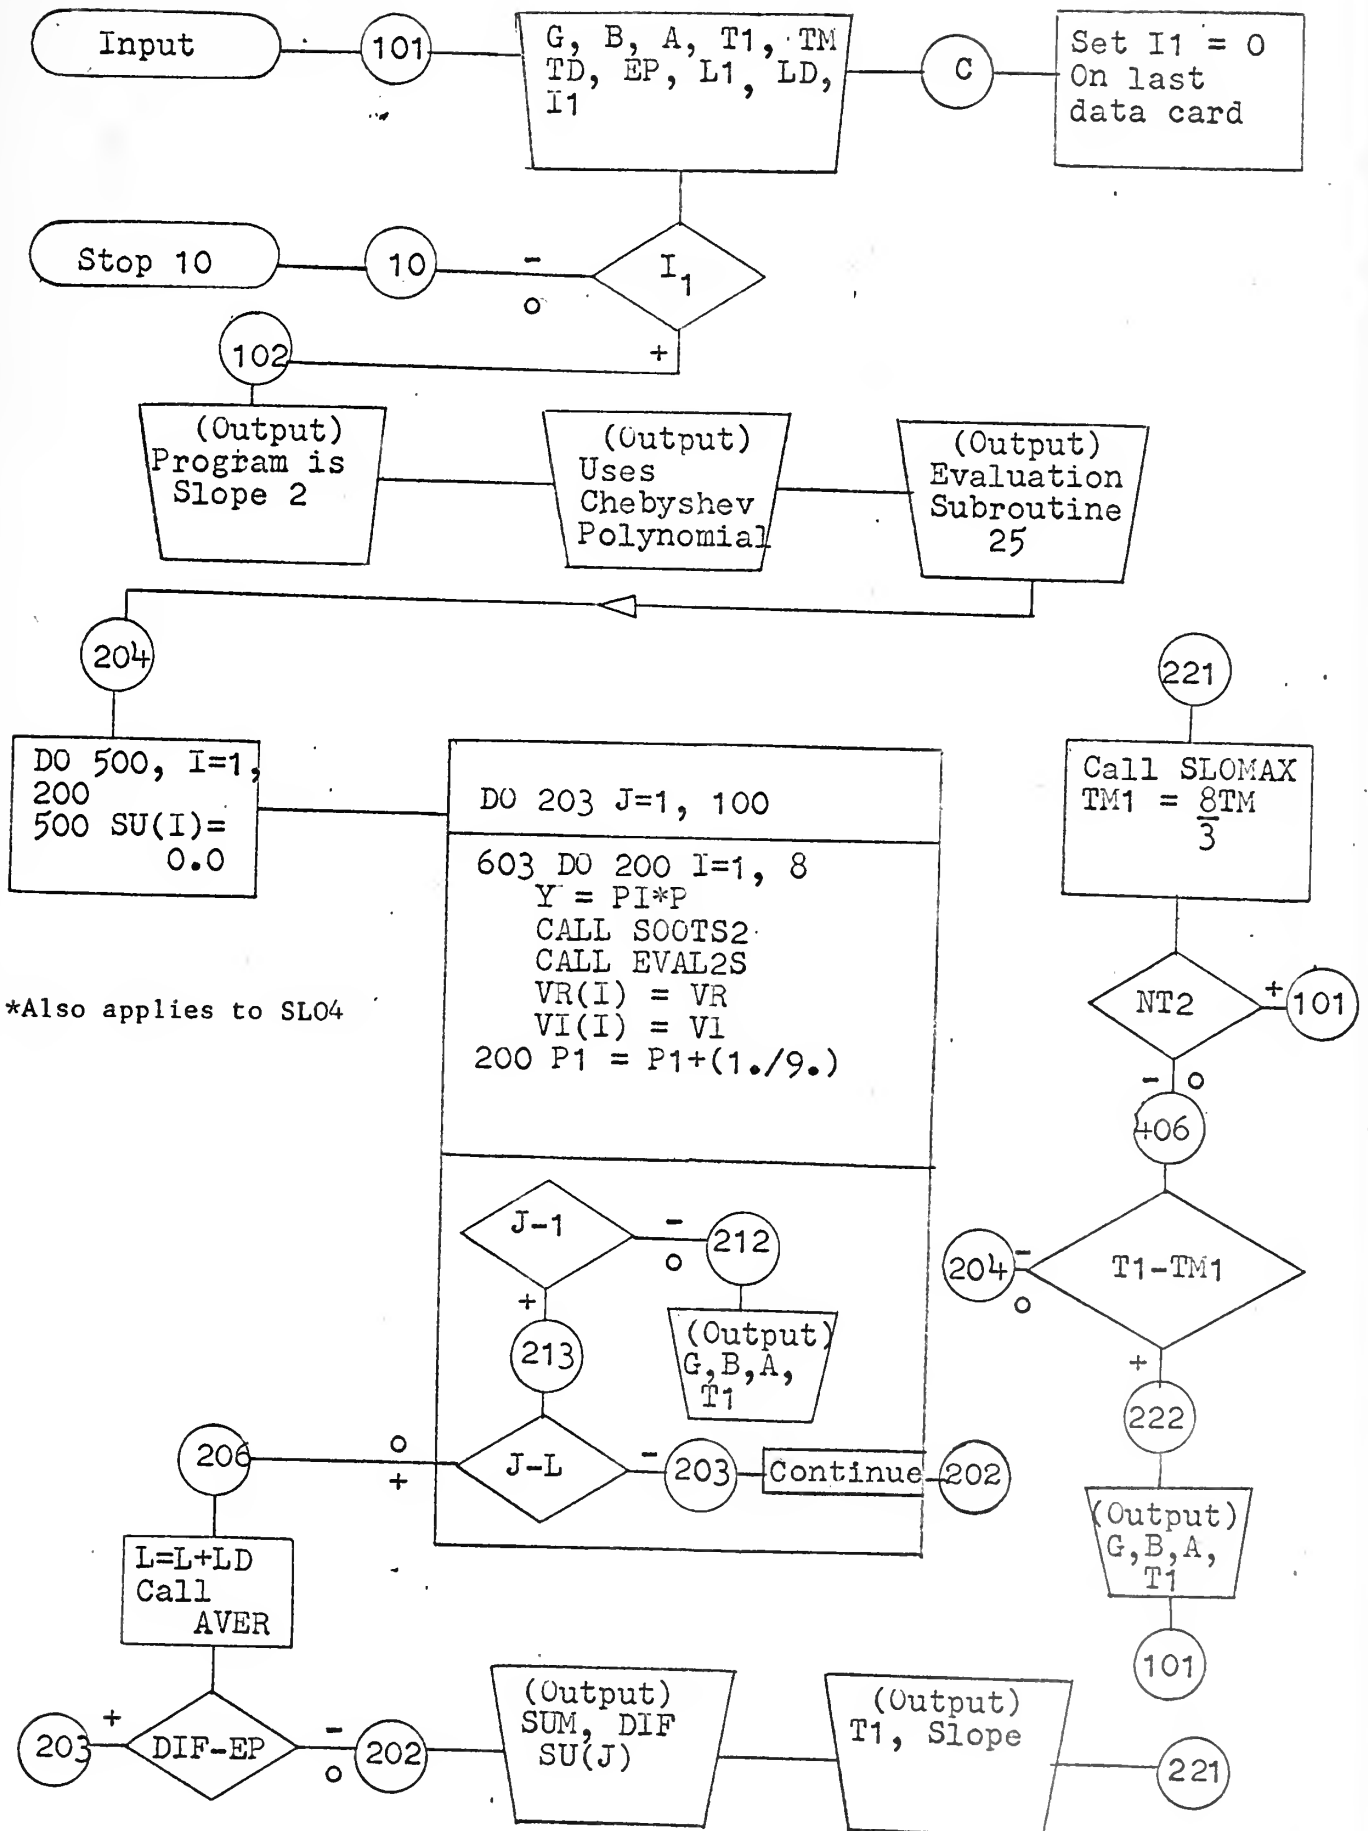 Input
101
G, B, A, T1, TM
TD, EP, L1, LD,
I1
C
Set I1 = 0
On last
data card
Stop 10
10
-
0
I1
+
102
(Output)
Program is
Slope 2
(Output)
Uses
Chebyshev
Polynomial
(Output)
Evaluation
Subroutine
25
204
DO 500, I=1,
200
500 SU(I)=
0.0
DO 203 J=1, 100
603 DO 200 I=1, 8
Y = PI*P
CALL SOOTS2
CALL EVAL2S
VR(I) = VR
VI(I) = V1
200 P1 = P1+(1./9.)
221
Call SLOMAX
TM1 = 8TM
3
NT2
+
101
- 0
406
*Also applies to SLO4
J-1
-
0
212
+
213
(Output)
G,B,A,
T1
204
-
0
T1-TM1
+
222
206
0
+
J-L
-
203
Continue
202
(Output)
G,B,A,
T1
101
L=L+LD
Call
AVER
203
+
DIF-EP
-
0
202
(Output)
SUM, DIF
SU(J)
(Output)
T1, Slope
221